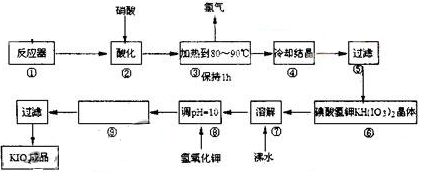 硝酸
氯气
反应器
酸化
加热到80～90℃
冷却结晶
过滤
①
②
③
保持1h
④
⑤
过滤
调pH=10
溶解
碘酸氢钾KH(IO₃)₂晶体
⑨
⑧
⑦
⑥
KIO₃成品
氢氧化钾
沸水